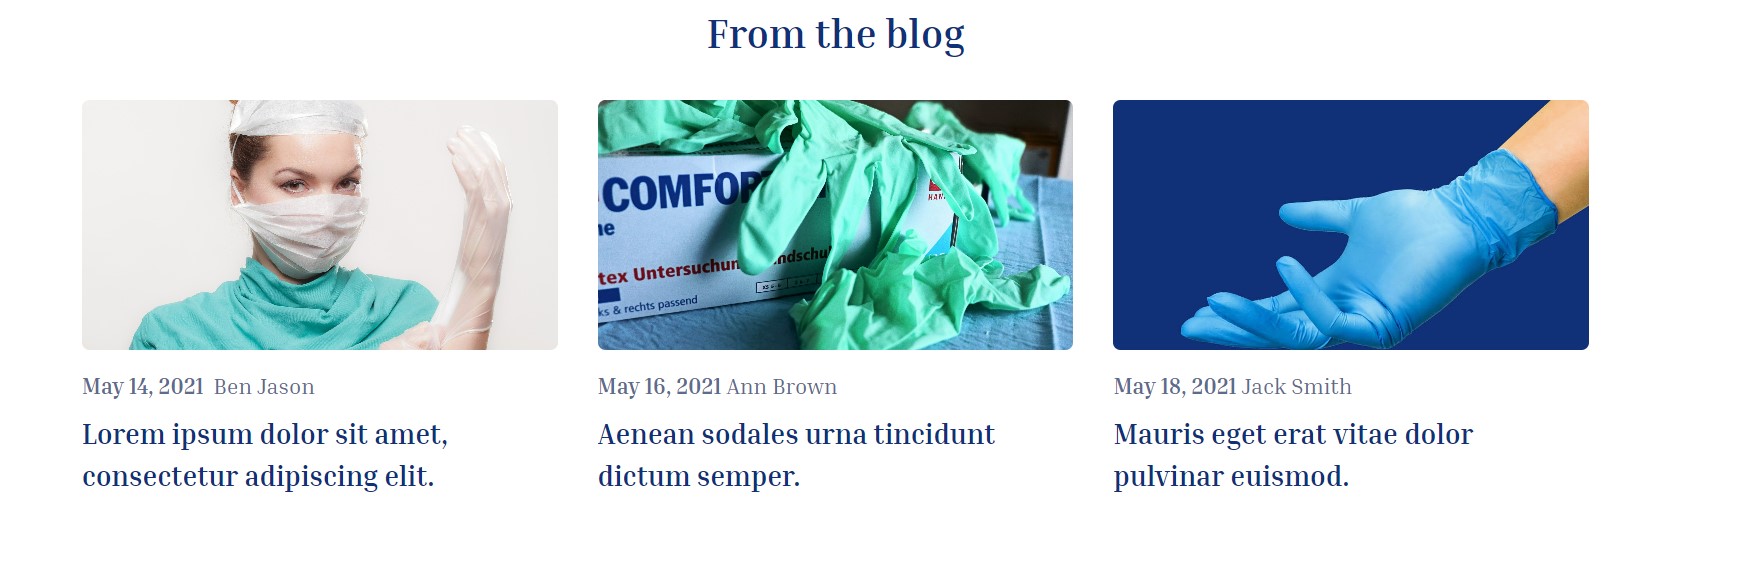 From the blog
COMFOR
ne
tex Untersuchun ndschu
ks & rechts passend
HAN
May 14, 2021 Ben Jason
Lorem ipsum dolor sit amet,
consectetur adipiscing elit.
May 16, 2021 Ann Brown
Aenean sodales urna tincidunt
dictum semper.
May 18, 2021 Jack Smith
Mauris eget erat vitae dolor
pulvinar euismod.